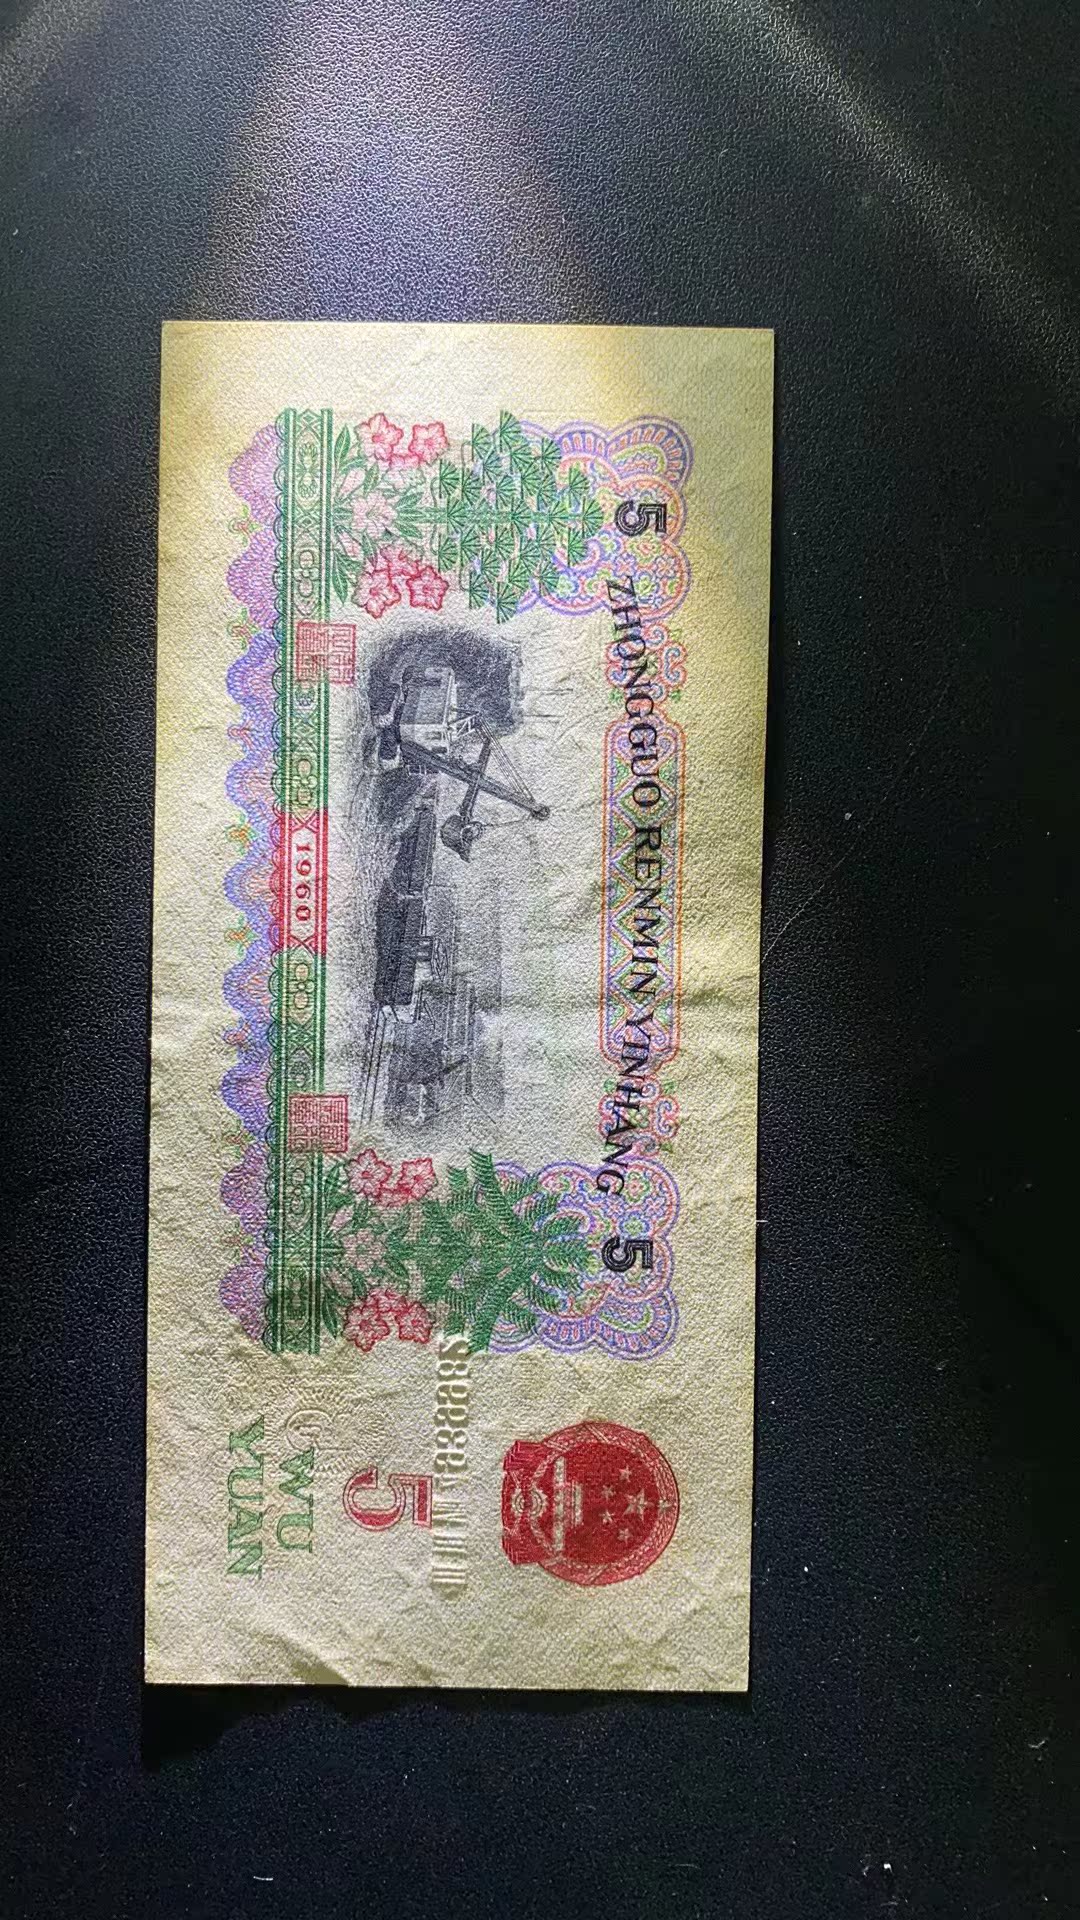 5 ZHONGGUO RENMIN YINHANG 5
1960
5
WU
YUAN